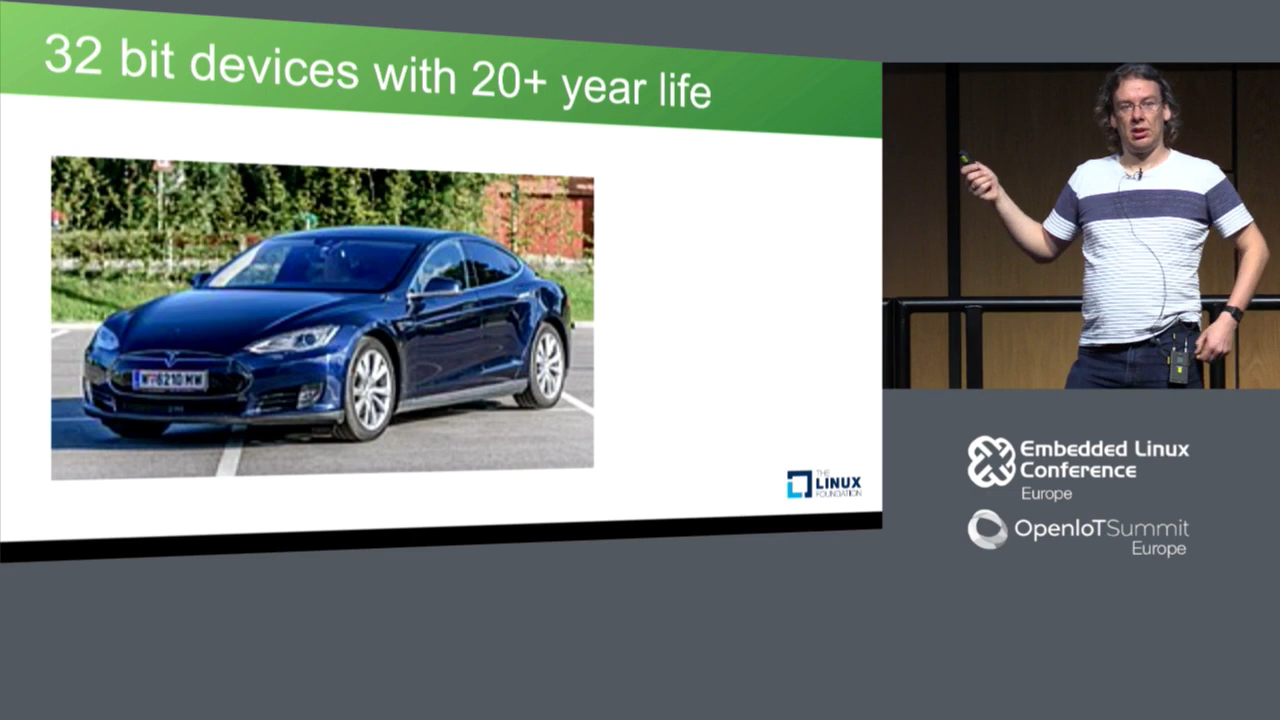 32 bit devices with 20+ year life
THE
LINUX
FOUNDATION
Embedded Linux
Conference
Europe
OpenIoTSummit
Europe